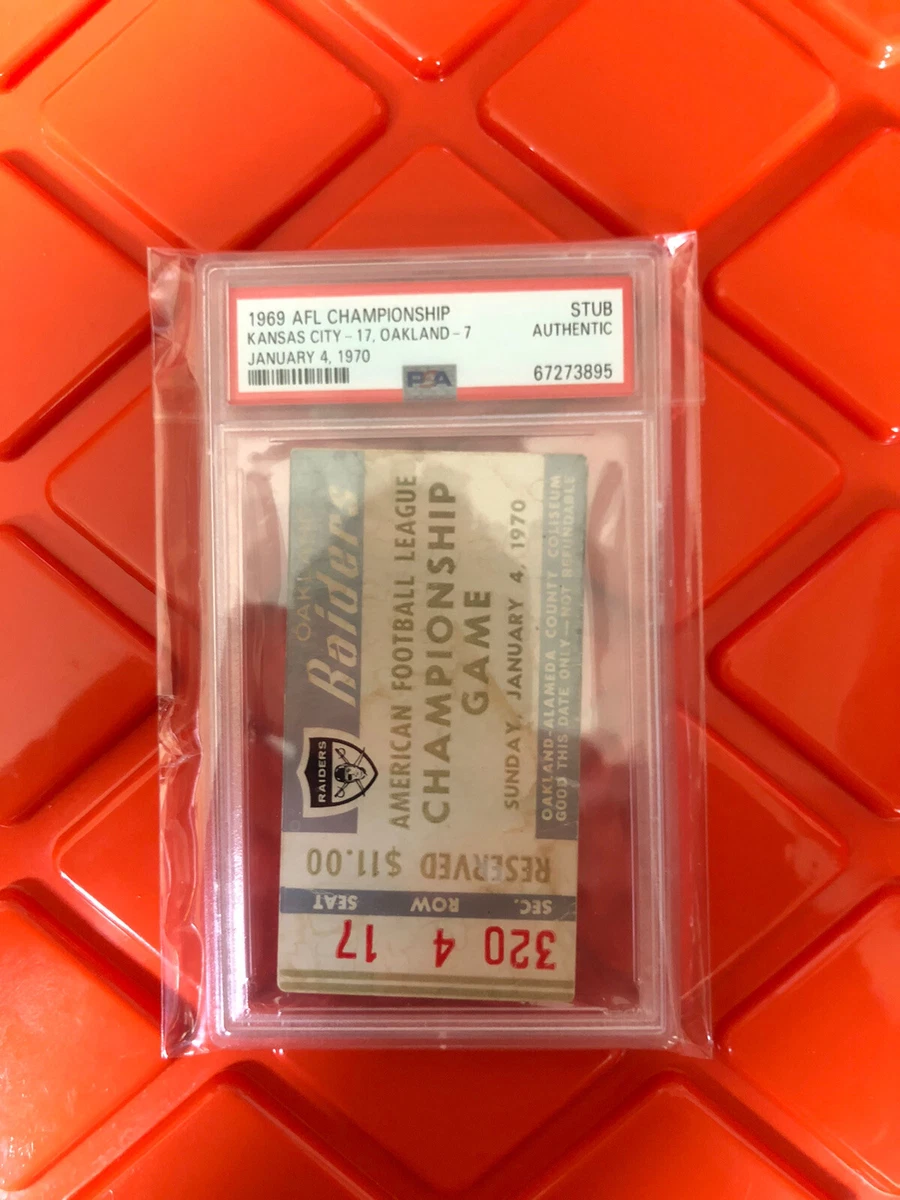 1969 AFL CHAMPIONSHIP
KANSAS CITY - 17, OAKLAND - 7
JANUARY 4, 1970
STUB
AUTHENTIC
67273895
PSA
OAKLAND
Raiders
RAIDERS
AMERICAN FOOTBALL LEAGUE
CHAMPIONSHIP
GAME
SUNDAY, JANUARY 4, 1970
OAKLAND-ALAMEDA COUNTY COLISEUM
GOOD THIS DATE ONLY — NOT REFUNDABLE
RESERVED $11.00
SEC. ROW SEAT
320 4 17